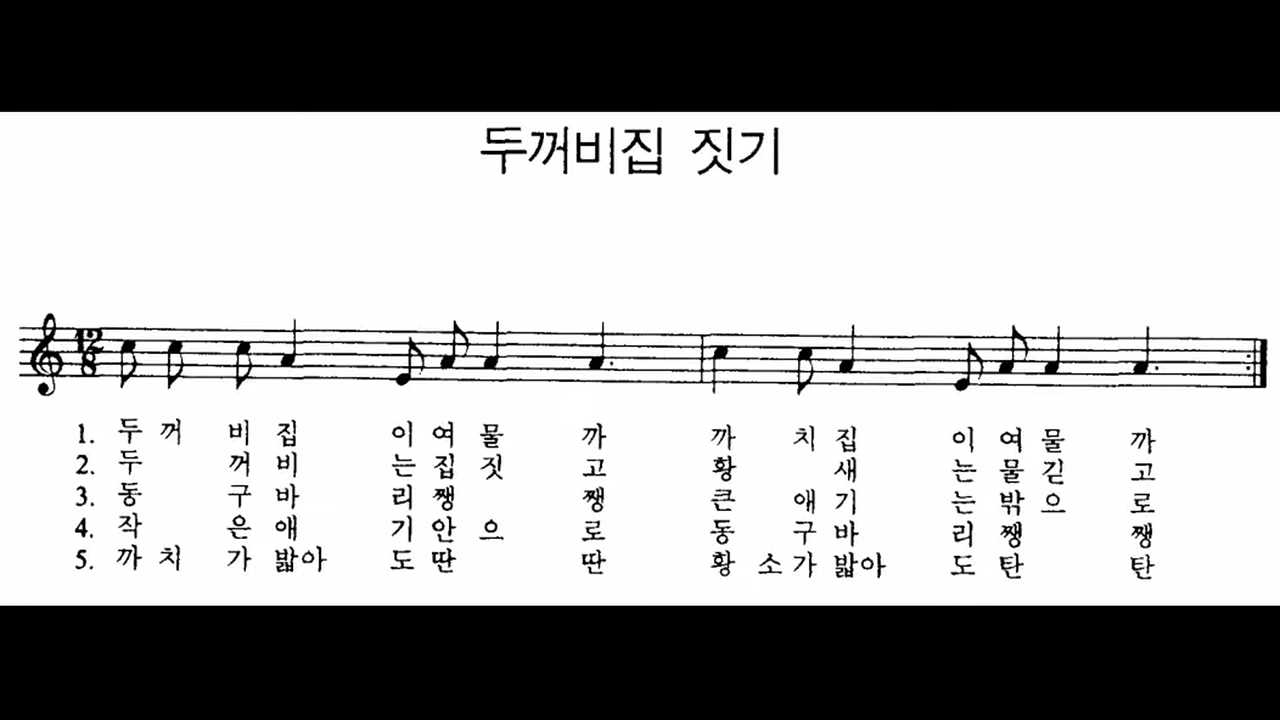 두꺼비집 짓기
12
8
1. 두 꺼 비 집 이 여 물 까 까 치 집 이 여 물 까
2. 두 꺼 비 는 집 짓 고 황 새 는 물 긷 고
3. 동 구 바 리 쨍 쨍 큰 애 기 는 밖 으 로
4. 작 은 애 기 안 으 로 동 구 바 리 쨍 쨍
5. 까 치 가 밟아 도 딴 딴 황 소 가 밟아 도 탄 탄